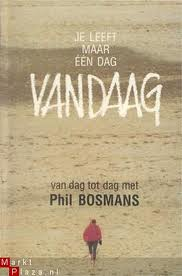 JE LEEFT
MAAR
ÉÉN DAG
VANDAAG
van dag tot dag met
Phil BOSMANS
Markt
Plaza.nl